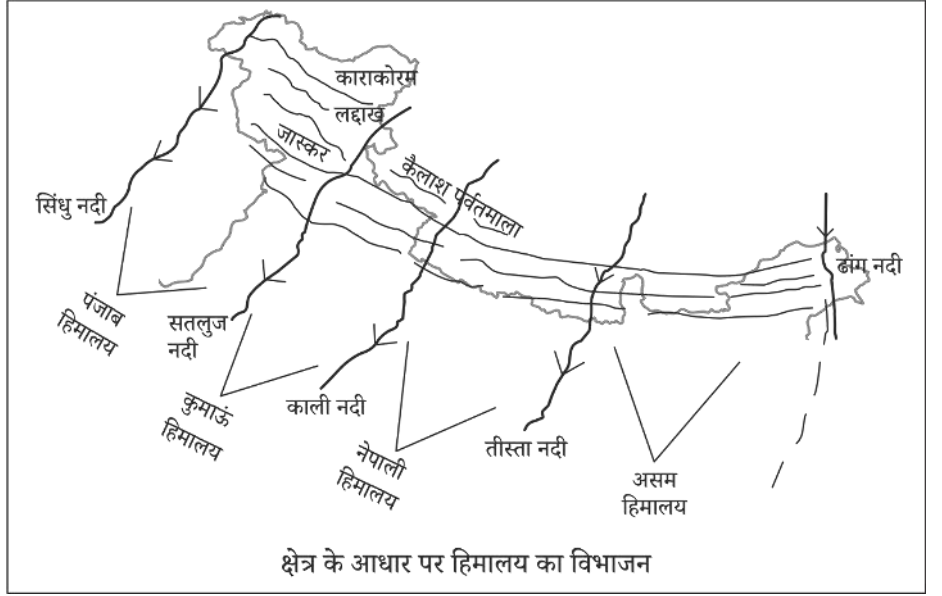 काराकोरम
लद्दाख
जास्कर
कैलाश पर्वतमाला
सिंधु नदी
ढांग नदी
पंजाब
हिमालय
सतलुज
नदी
कुमाऊं
हिमालय
काली नदी
नेपाली
हिमालय
तीस्ता नदी
असम
हिमालय
क्षेत्र के आधार पर हिमालय का विभाजन